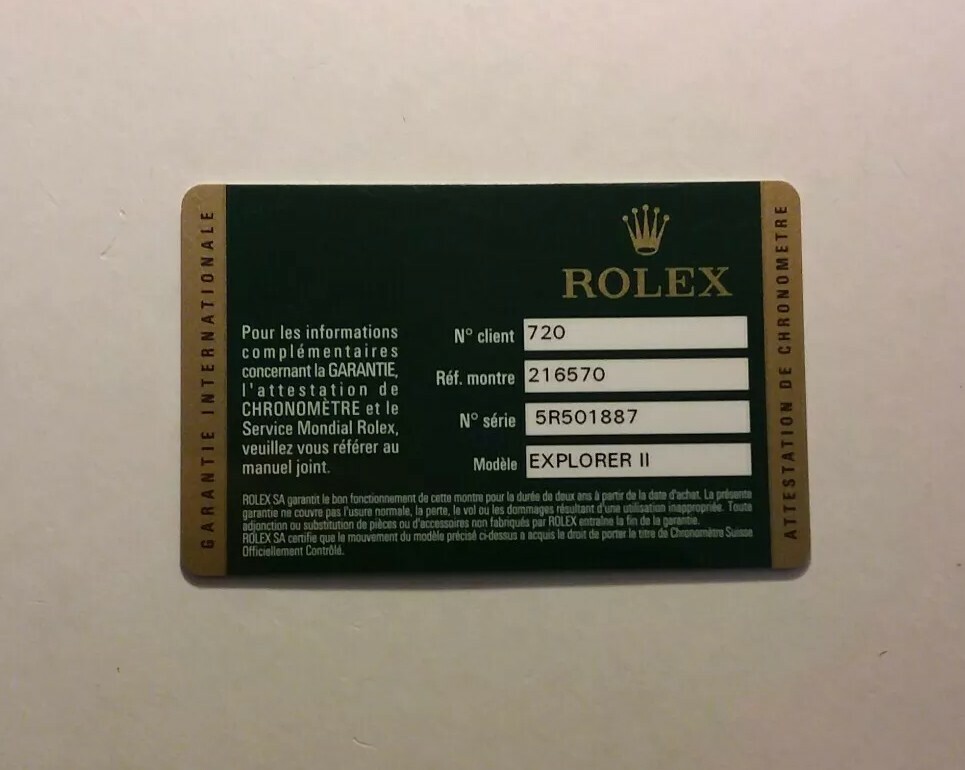 GARANTIE INTERNATIONALE
ROLEX
Pour les informations
complémentaires
concernant la GARANTIE,
l'attestation de
CHRONOMÈTRE et le
Service Mondial Rolex,
veuillez vous référer au
manuel joint.
N° client 720
Réf. montre 216570
N° série 5R501887
Modèle EXPLORER II
ROLEX SA garantit le bon fonctionnement de cette montre pour la durée de deux ans à partir de la date d'achat. La présente
garantie ne couvre pas l'usure normale, la perte, le vol ou les dommages résultant d'une utilisation inappropriée. Toute
adjonction ou substitution de pièces ou d'accessoires non fabriqués par ROLEX entraîne la fin de la garantie.
ROLEX SA certifie que le mouvement du modèle précisé ci-dessus a acquis le droit de porter le titre de Chronomètre Suisse
Officiellement Contrôlé.
ATTESTATION DE CHRONOMETRE